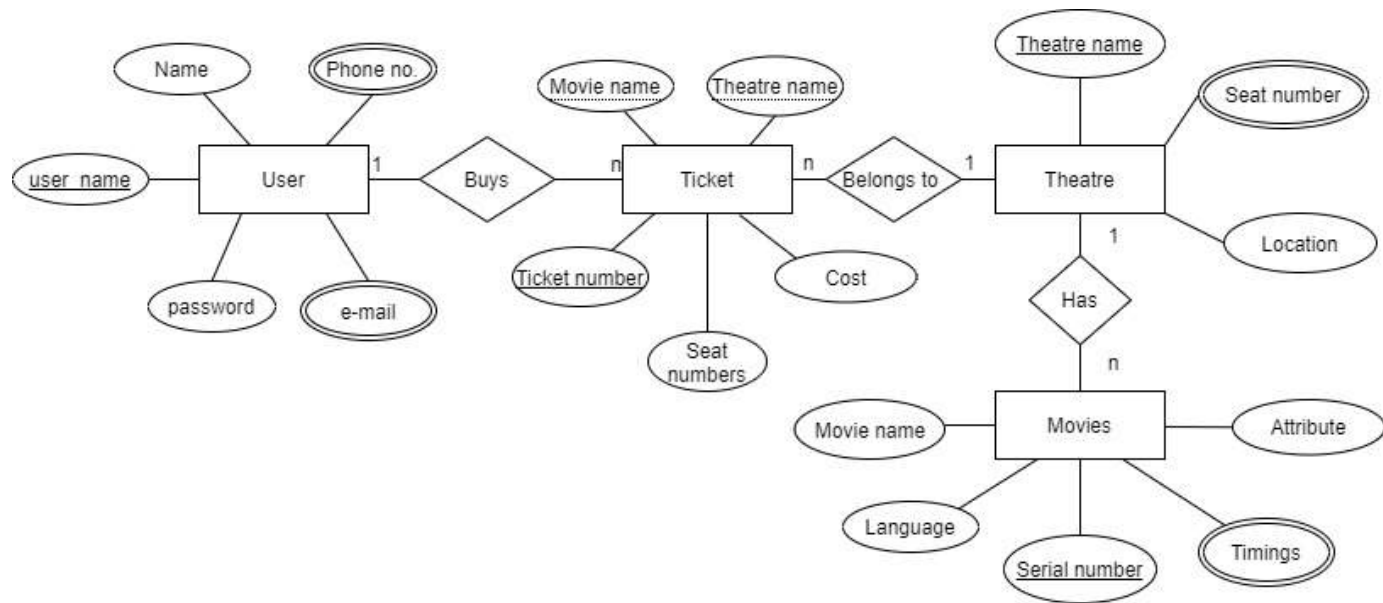 Theatre name
Name
Phone no.
Movie name
Theatre name
Seat number
user_name
User
1
Buys
n
Ticket
n
Belongs to
1
Theatre
password
e-mail
Ticket number
Seat
numbers
Cost
Location
1
Has
n
Movie name
Movies
Attribute
Language
Serial number
Timings